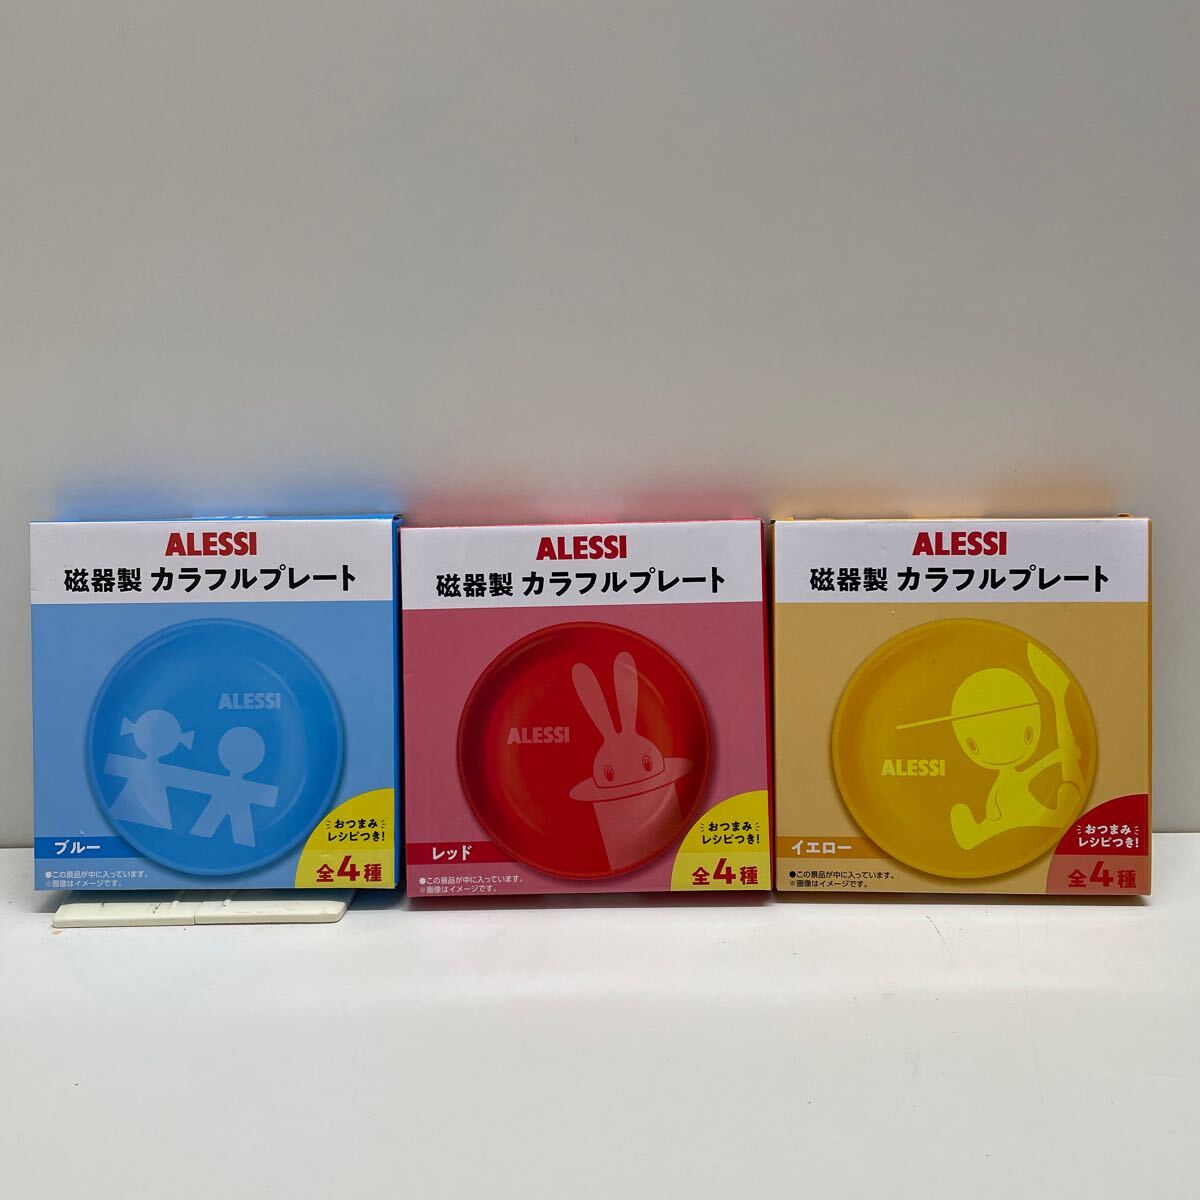 ALESSI
磁器製 カラフルプレート
ALESSI
ブルー
●この景品が中に入っています。
※画像はイメージです。
おつまみ
レシピつき!
全4種
ALESSI
磁器製 カラフルプレート
ALESSI
レッド
●この景品が中に入っています。
※画像はイメージです。
おつまみ
レシピつき!
全4種
ALESSI
磁器製 カラフルプレート
ALESSI
イエロー
●この景品が中に入っています。
※画像はイメージです。
おつまみ
レシピつき!
全4種